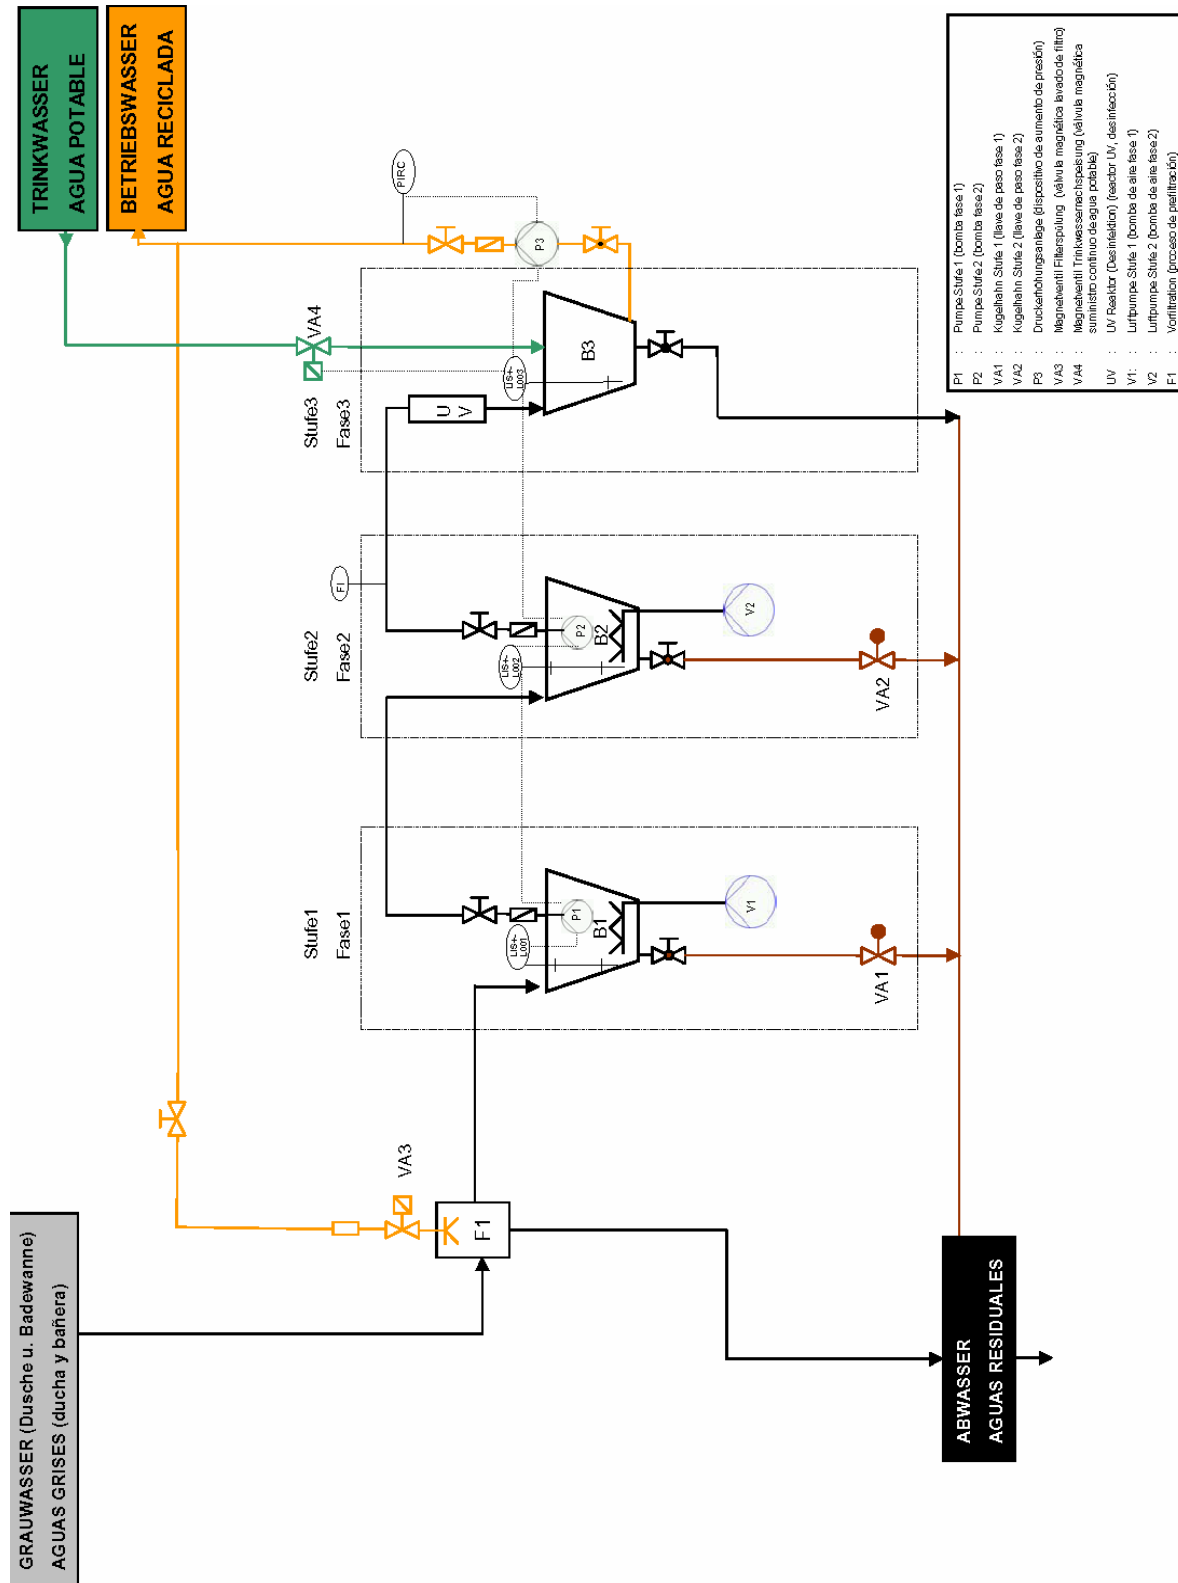 GRAUWASSER (Dusche u. Badewanne)
AGUAS GRISES (ducha y bañera)
TRINKWASSER
AGUA POTABLE
BETRIEBSWASSER
AGUA RECICLADA
VA3
F1
Stufe1
Fase1
LIS+-
L001
P1
B1
V1
VA1
Stufe2
Fase2
FI
LIS+-
L002
P2
B2
V2
VA2
Stufe3
Fase3
VA4
U V
LIS+-
L003
B3
P3
PIRC
ABWASSER
AGUAS RESIDUALES
P1 : Pumpe Stufe 1 (bomba fase 1)
P2 : Pumpe Stufe 2 (bomba fase 2)
VA1 : Kugelhahn Stufe 1 (llave de paso fase 1)
VA2 : Kugelhahn Stufe 2 (llave de paso fase 2)
P3 : Druckerhöhungsanlage (dispositivo de aumento de presión)
VA3 : Magnetventil Filterspülung (válvula magnética lavado de filtro)
VA4 : Magnetventil Trinkwassernachspeisung (válvula magnética
suministro continuo de agua potable)
UV : UV Reaktor (Desinfektion) (reactor UV, desinfección)
V1: : Luftpumpe Stufe 1 (bomba de aire fase 1)
V2 : Luftpumpe Stufe 2 (bomba de aire fase 2)
F1 : Vorfiltration (proceso de prefiltración)